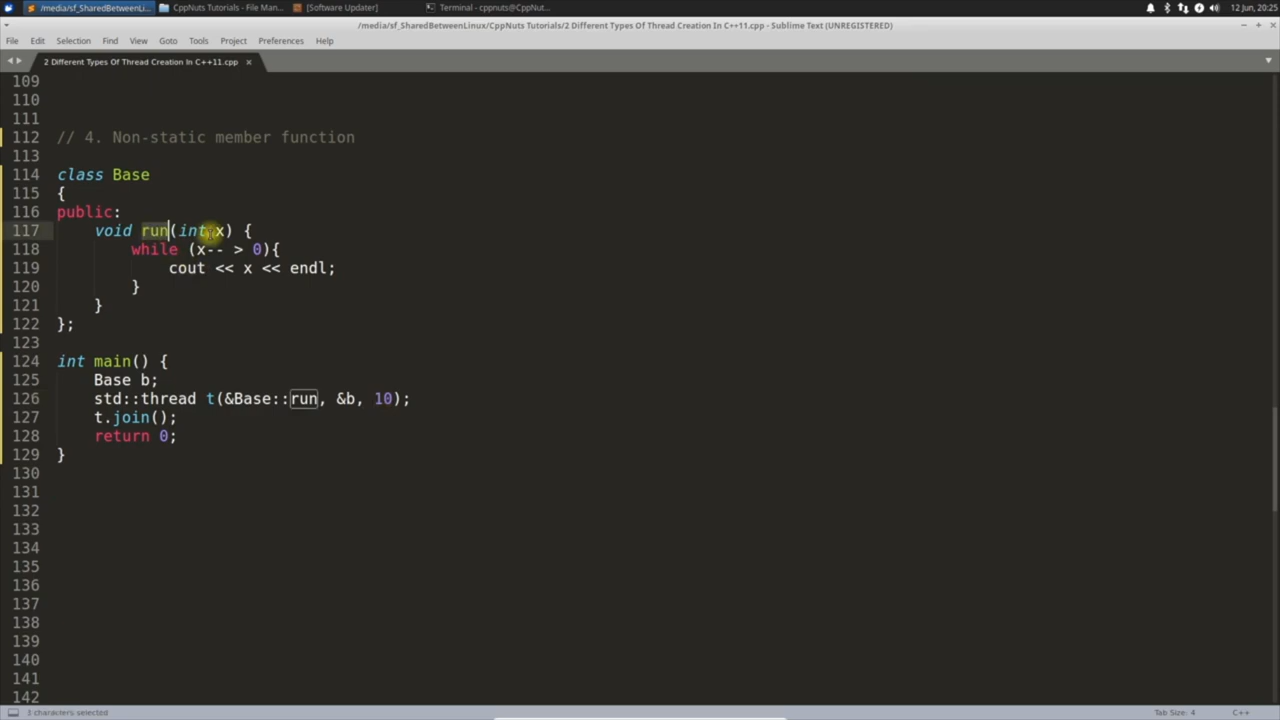 /media/sf_SharedBetweenLi... CppNuts Tutorials - File Man... [Software Updater] Terminal - cppnuts@CppNut... 12 Jun, 20:25
/media/sf_SharedBetweenLinux/CppNuts Tutorials/2 Different Types Of Thread Creation In C++11.cpp - Sublime Text (UNREGISTERED)
File Edit Selection Find View Goto Tools Project Preferences Help
2 Different Types Of Thread Creation In C++11.cpp
109
110
111
112 // 4. Non-static member function
113
114 class Base
115 {
116 public:
117 void run(int x) {
118 while (x-- > 0){
119 cout << x << endl;
120 }
121 }
122 };
123
124 int main() {
125 Base b;
126 std::thread t(&Base::run, &b, 10);
127 t.join();
128 return 0;
129 }
130
131
132
133
134
135
136
137
138
139
140
141
142
3 characters selected Tab Size: 4 C++